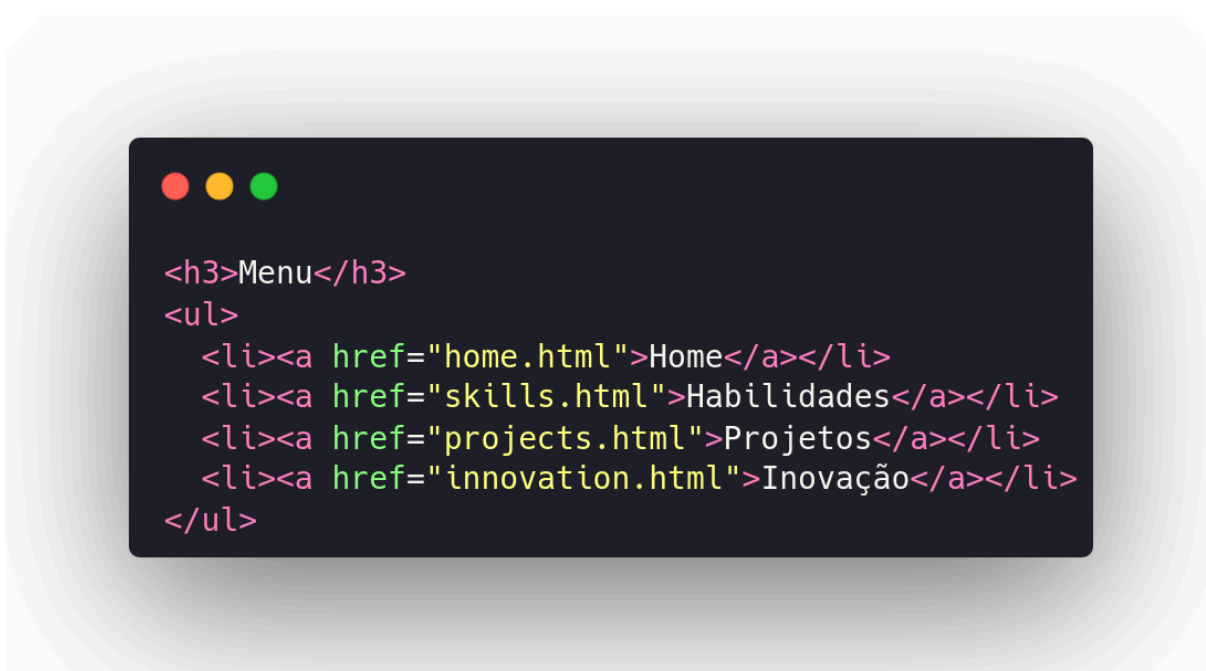 <h3>Menu</h3>
<ul>
  <li><a href="home.html">Home</a></li>
  <li><a href="skills.html">Habilidades</a></li>
  <li><a href="projects.html">Projetos</a></li>
  <li><a href="innovation.html">Inovação</a></li>
</ul>